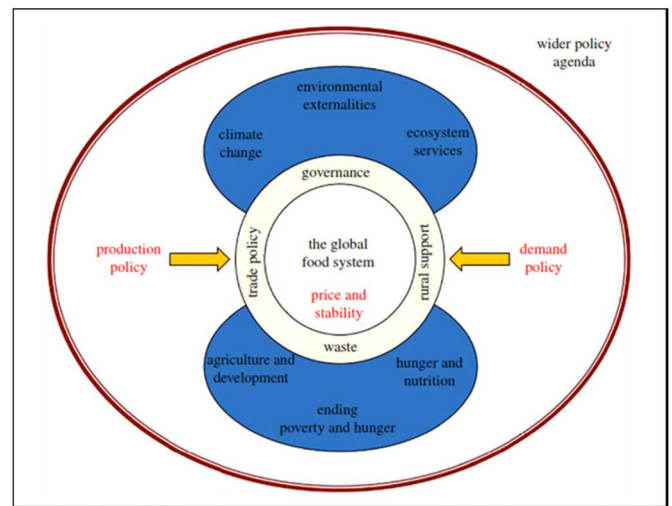 wider policy
agenda
environmental
externalities
climate
change
ecosystem
services
governance
production
policy
trade policy
the global
food system
price and
stability
rural support
demand
policy
waste
agriculture and
development
hunger and
nutrition
ending
poverty and hunger